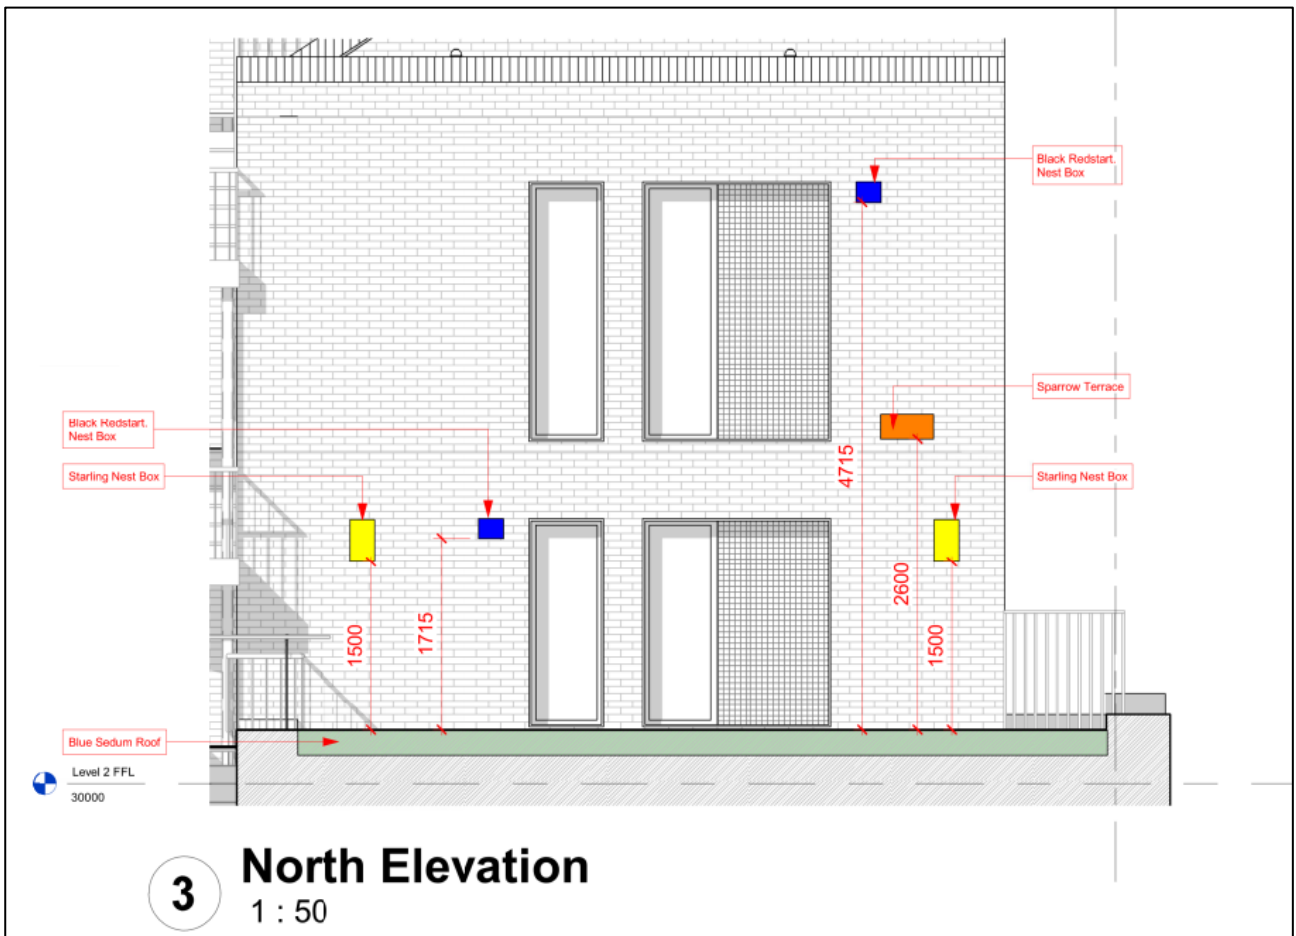 Black Redstart.
Nest Box
Sparrow Terrace
Black Redstart.
Nest Box
Starling Nest Box
Starling Nest Box
4715
2600
1500
1715
1500
Blue Sedum Roof
Level 2 FFL
30000
3
North Elevation
1 : 50